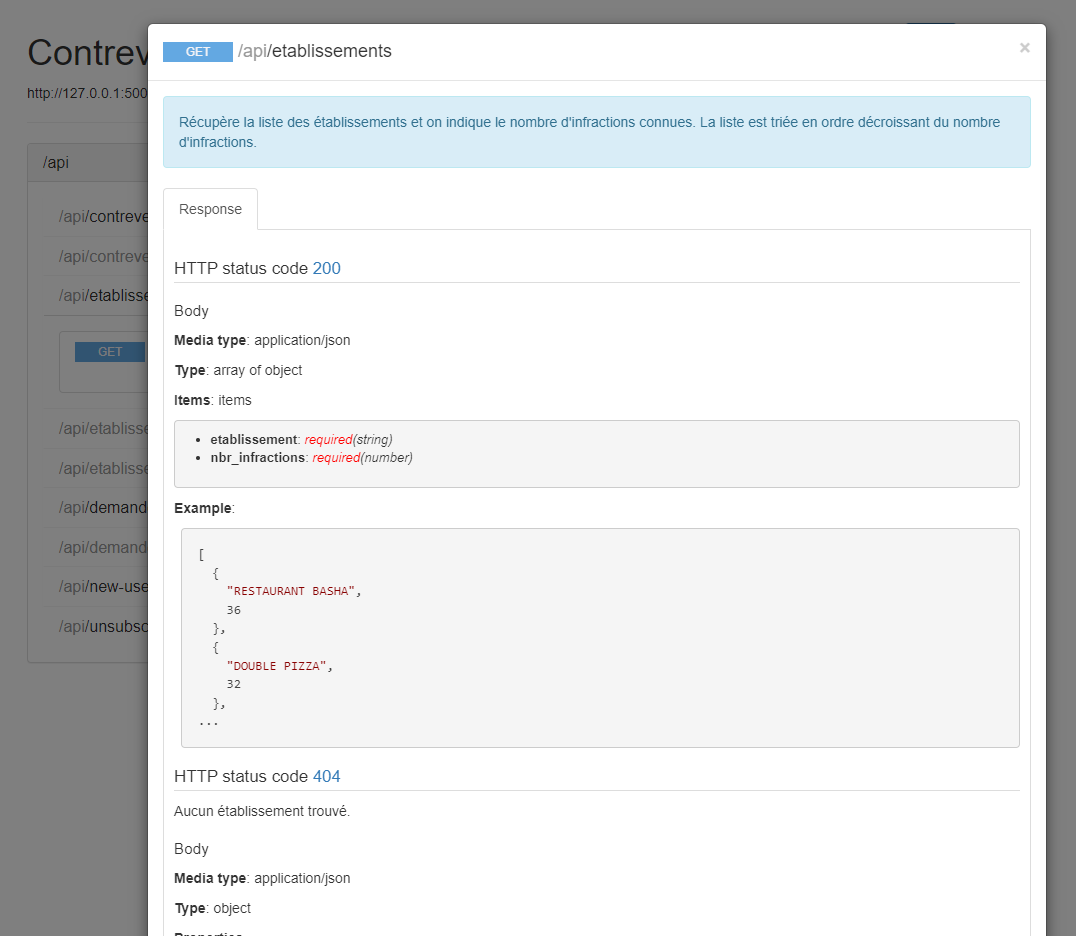 Contrev
http://127.0.0.1:500
/api
/api/contreve
/api/contreve
/api/etablisse
GET
/api/etablisse
/api/etablisse
/api/demand
/api/demand
/api/new-use
/api/unsubsc
GET /api/etablissements ×
Récupère la liste des établissements et on indique le nombre d'infractions connues. La liste est triée en ordre décroissant du nombre
d'infractions.
Response
HTTP status code 200
Body
Media type: application/json
Type: array of object
Items: items
• etablissement: required(string)
• nbr_infractions: required(number)
Example:
[
{
"RESTAURANT BASHA",
36
},
{
"DOUBLE PIZZA",
32
},
...
HTTP status code 404
Aucun établissement trouvé.
Body
Media type: application/json
Type: object
Properties